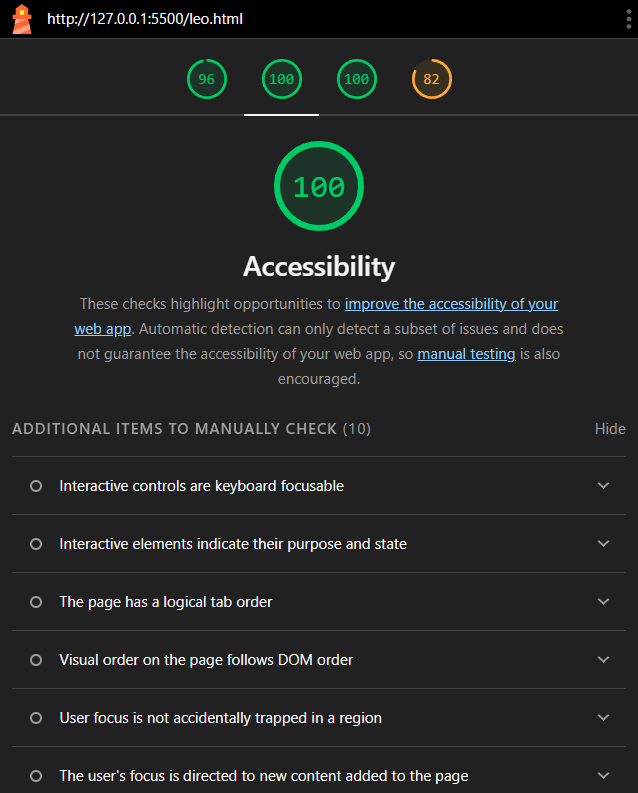 http://127.0.0.1:5500/leo.html
96
100
100
82
100
Accessibility
These checks highlight opportunities to improve the accessibility of your
web app. Automatic detection can only detect a subset of issues and does
not guarantee the accessibility of your web app, so manual testing is also
encouraged.
ADDITIONAL ITEMS TO MANUALLY CHECK (10)
Hide
Interactive controls are keyboard focusable
Interactive elements indicate their purpose and state
The page has a logical tab order
Visual order on the page follows DOM order
User focus is not accidentally trapped in a region
The user's focus is directed to new content added to the page